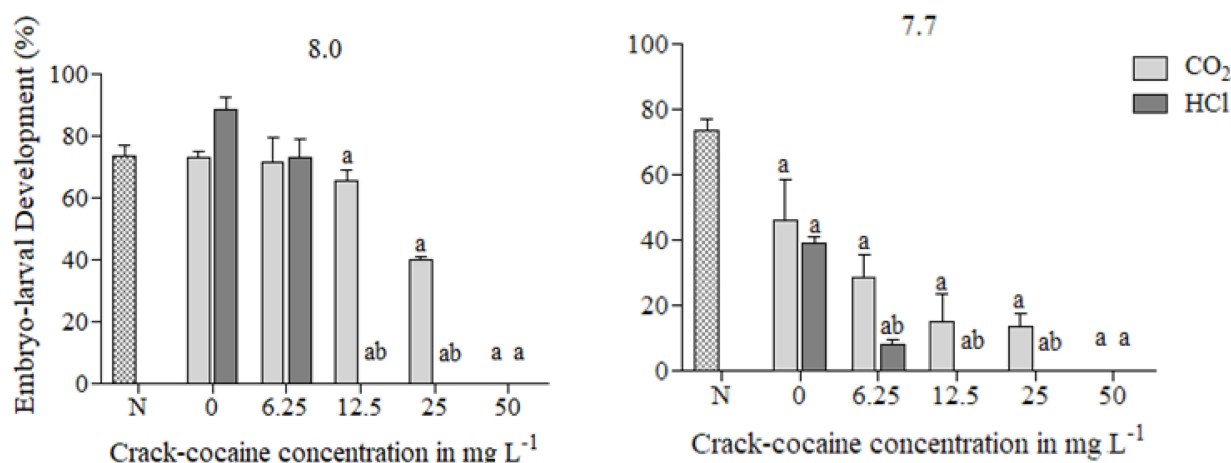 Embryo-larval Development (%)
8.0
100
80
60
40
20
0
a
a
ab
ab
a a
N 0 6.25 12.5 25 50
Crack-cocaine concentration in mg L⁻¹
7.7
100
80
60
40
20
0
a
a
a
ab
a
ab
a
ab
a a
N 0 6.25 12.5 25 50
Crack-cocaine concentration in mg L⁻¹
CO₂
HCl